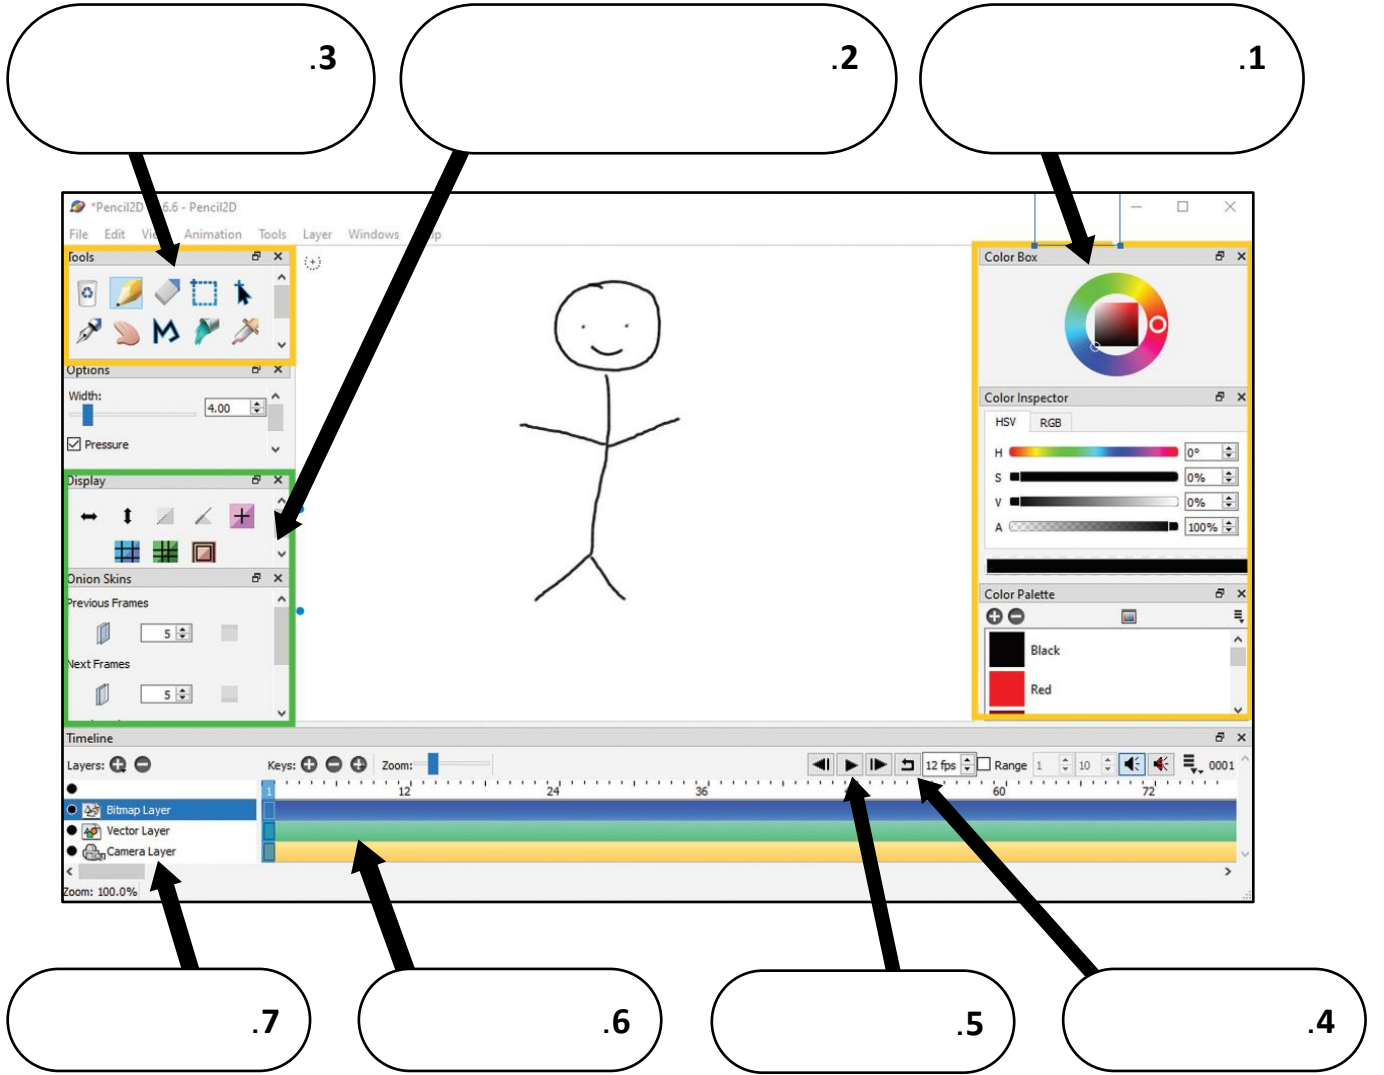 .3
.2
.1
*Pencil2D
6.6 - Pencil2D
File Edit Animation Tools Layer Windows
Tools
Color Box
Options
Width:
4.00
Pressure
Color Inspector
HSV RGB
H 0°
S 0%
V 0%
A 100%
Display
Onion Skins
Previous Frames
5
Next Frames
5
Color Palette
Black
Red
Timeline
Layers: Keys: Zoom: 12 fps Range 1 10 0001
1 12 24 36 60 72
Bitmap Layer
Vector Layer
Camera Layer
Zoom: 100.0%
.7
.6
.5
.4